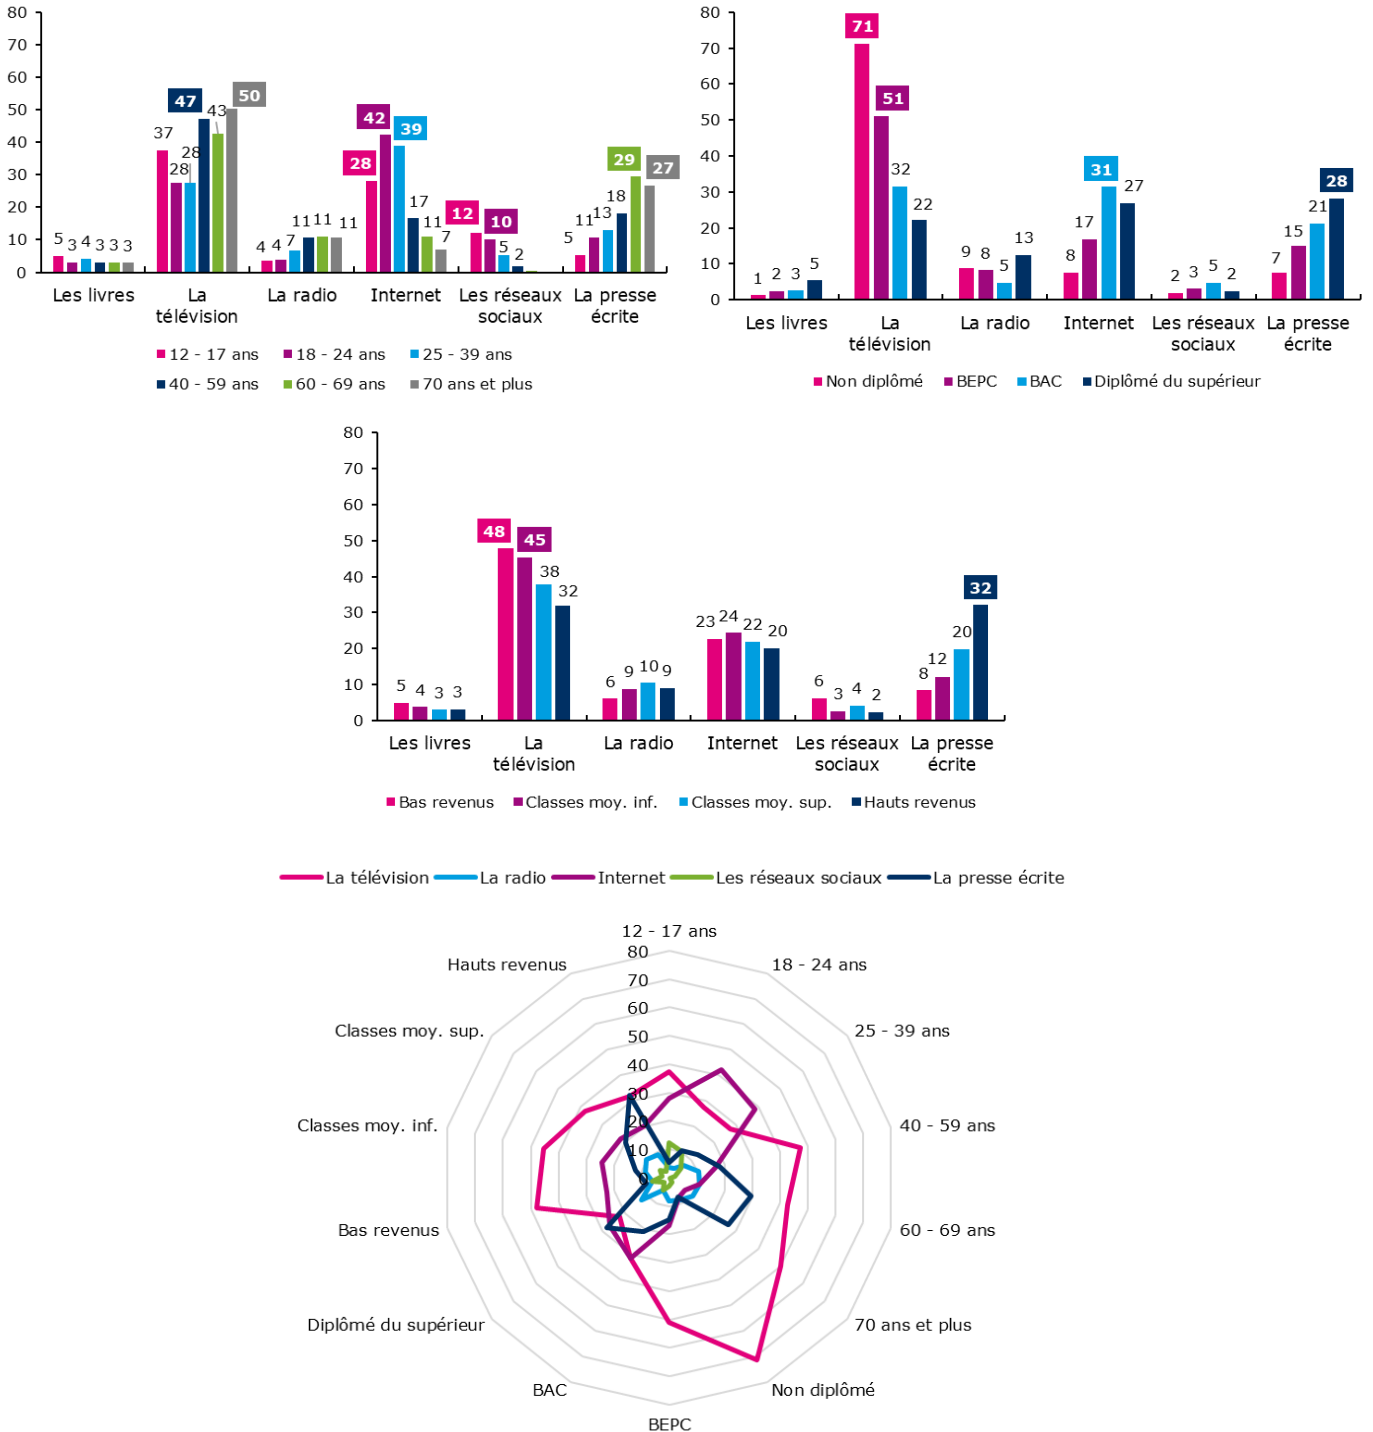 80
70
60
50
40
30
20
10
0
5 3 4 3 3 3
37 28 28 47 43 50
4 4 7 11 11 11
28 42 39 17 11 7
12 10 5 2
5 11 13 18 29 27
Les livres
La télévision
La radio
Internet
Les réseaux sociaux
La presse écrite
12 - 17 ans 18 - 24 ans 25 - 39 ans
40 - 59 ans 60 - 69 ans 70 ans et plus
80
70
60
50
40
30
20
10
0
1 2 3 5
71 51 32 22
9 8 5 13
8 17 31 27
2 3 5 2
7 15 21 28
Les livres
La télévision
La radio
Internet
Les réseaux sociaux
La presse écrite
Non diplômé BEPC BAC Diplômé du supérieur
80
70
60
50
40
30
20
10
0
5 4 3 3
48 45 38 32
6 9 10 9
23 24 22 20
6 3 4 2
8 12 20 32
Les livres
La télévision
La radio
Internet
Les réseaux sociaux
La presse écrite
Bas revenus Classes moy. inf. Classes moy. sup. Hauts revenus
La télévision La radio Internet Les réseaux sociaux La presse écrite
12 - 17 ans
18 - 24 ans
25 - 39 ans
40 - 59 ans
60 - 69 ans
70 ans et plus
Non diplômé
BEPC
BAC
Diplômé du supérieur
Bas revenus
Classes moy. inf.
Classes moy. sup.
Hauts revenus
80
70
60
50
40
30
20
10
0